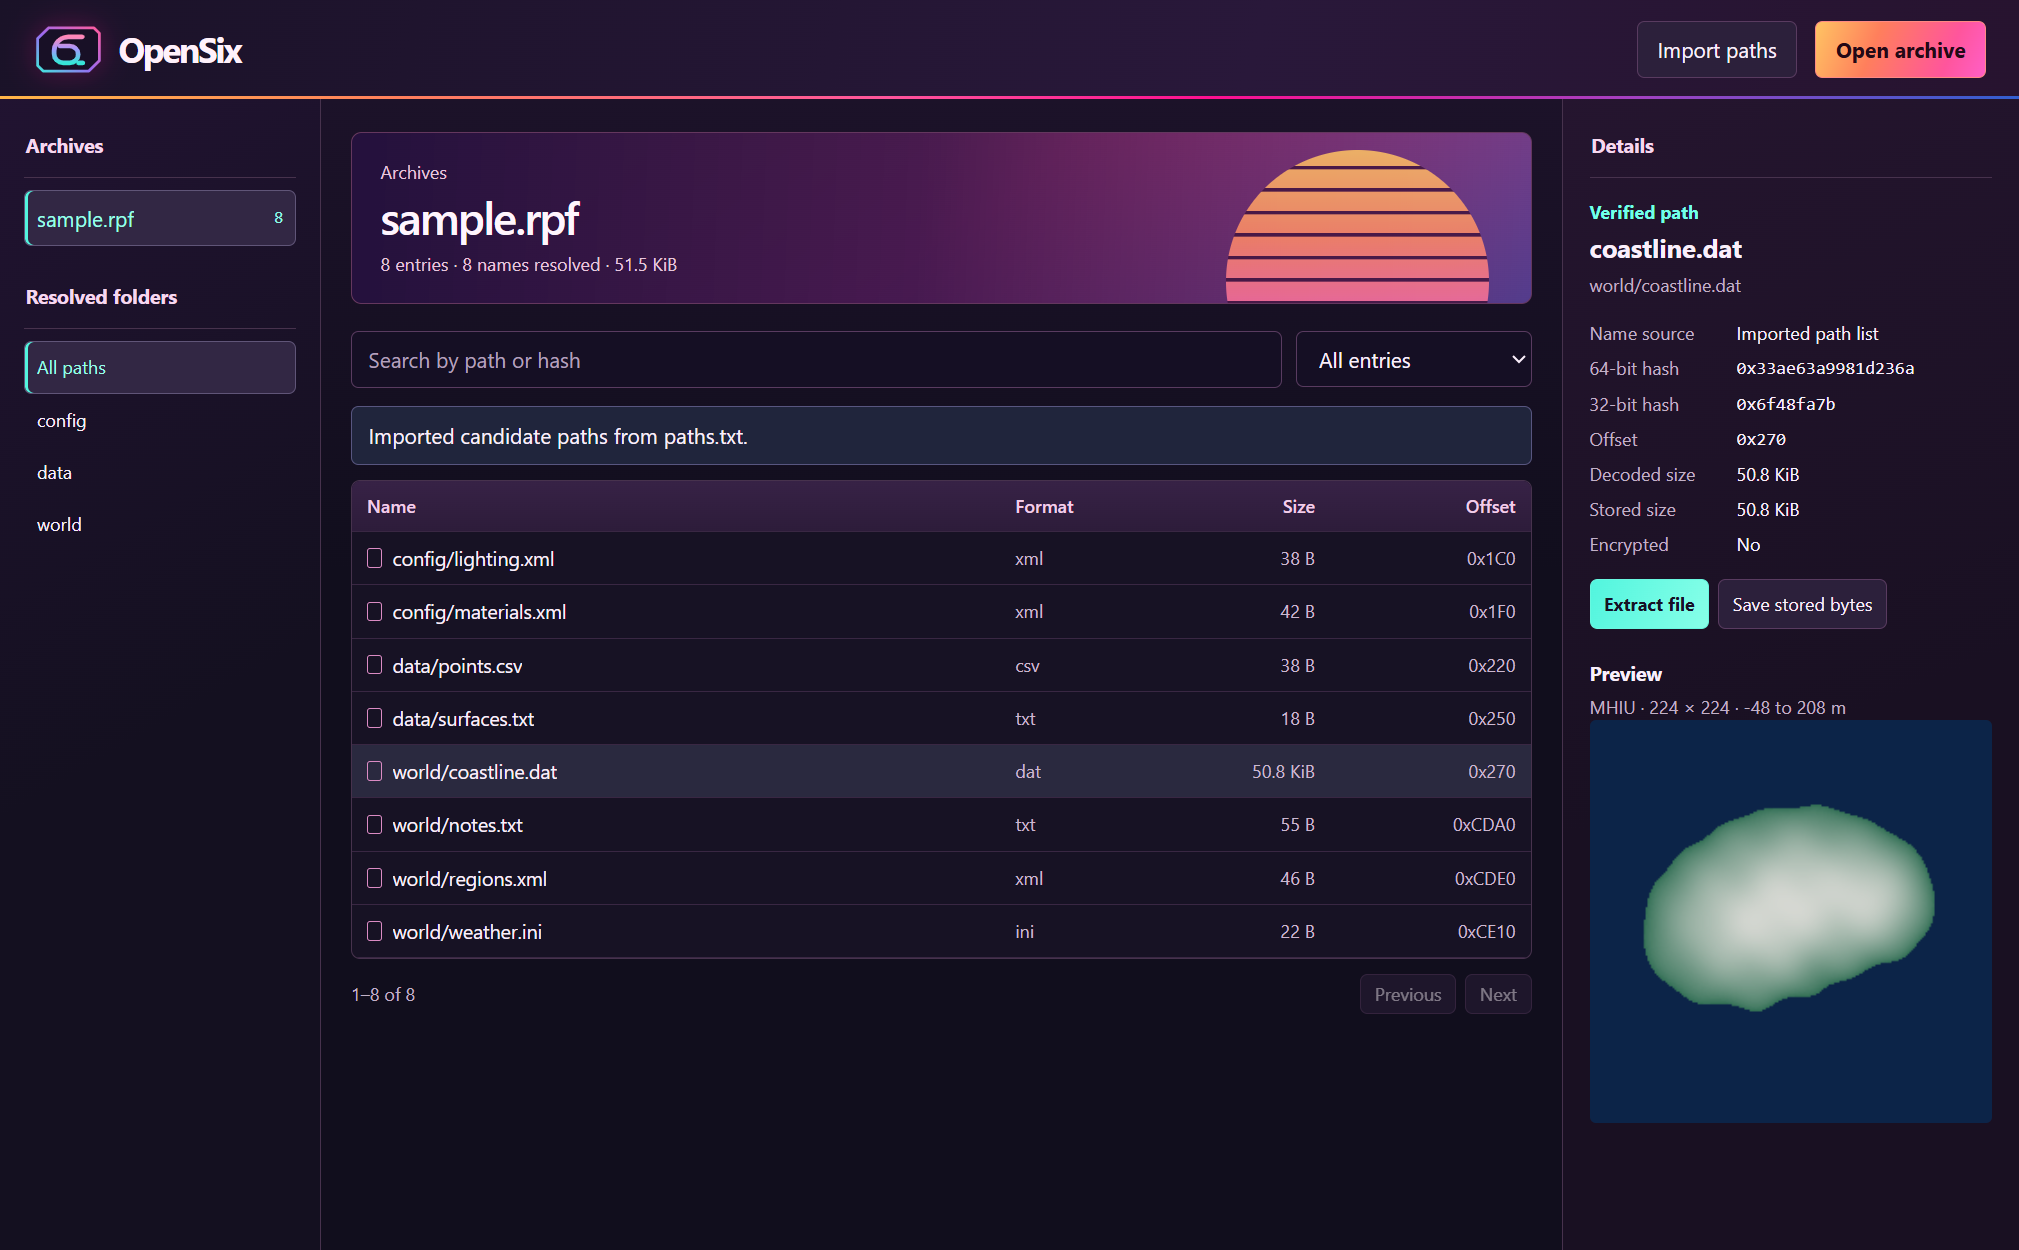 OpenSix
Import paths
Open archive
Archives
sample.rpf 8
Resolved folders
All paths
config
data
world
Archives
sample.rpf
8 entries · 8 names resolved · 51.5 KiB
Search by path or hash
All entries
Imported candidate paths from paths.txt.
Name Format Size Offset
config/lighting.xml xml 38 B 0x1C0
config/materials.xml xml 42 B 0x1F0
data/points.csv csv 38 B 0x220
data/surfaces.txt txt 18 B 0x250
world/coastline.dat dat 50.8 KiB 0x270
world/notes.txt txt 55 B 0xCDA0
world/regions.xml xml 46 B 0xCDE0
world/weather.ini ini 22 B 0xCE10
1–8 of 8
Previous
Next
Details
Verified path
coastline.dat
world/coastline.dat
Name source Imported path list
64-bit hash 0x33ae63a9981d236a
32-bit hash 0x6f48fa7b
Offset 0x270
Decoded size 50.8 KiB
Stored size 50.8 KiB
Encrypted No
Extract file
Save stored bytes
Preview
MHIU · 224 × 224 · -48 to 208 m